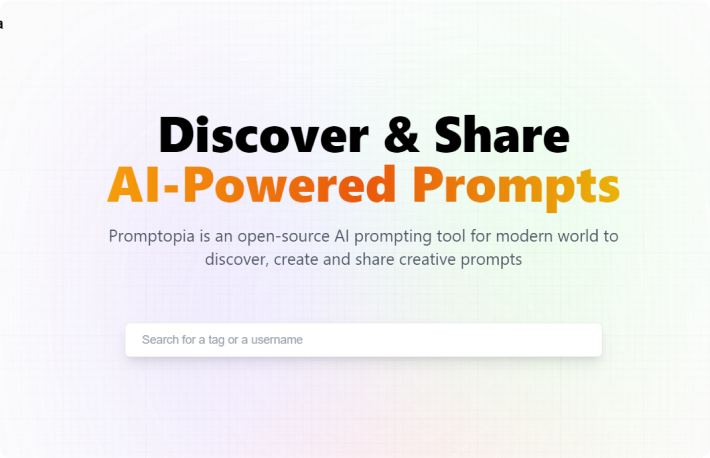 a
Discover & Share
AI-Powered Prompts
Promptopia is an open-source AI prompting tool for modern world to
discover, create and share creative prompts
Search for a tag or a username